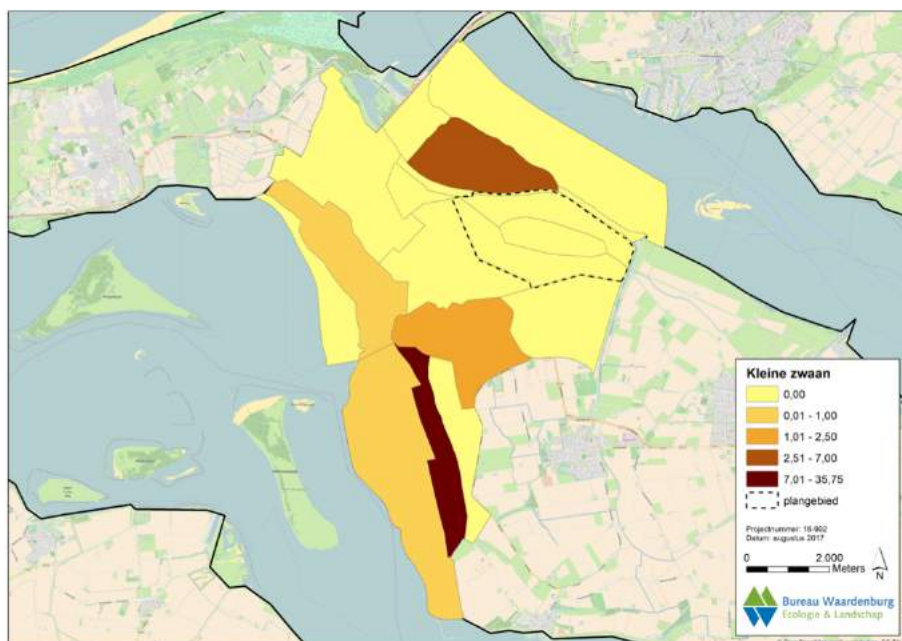 Kleine zwaan
0,00
0,01 - 1,00
1,01 - 2,50
2,51 - 7,00
7,01 - 35,75
plangebied
Projectnummer: 16-902
Datum: augustus 2017
0
2.000
Meters
N
Bureau Waardenburg
Ecologie & Landschap